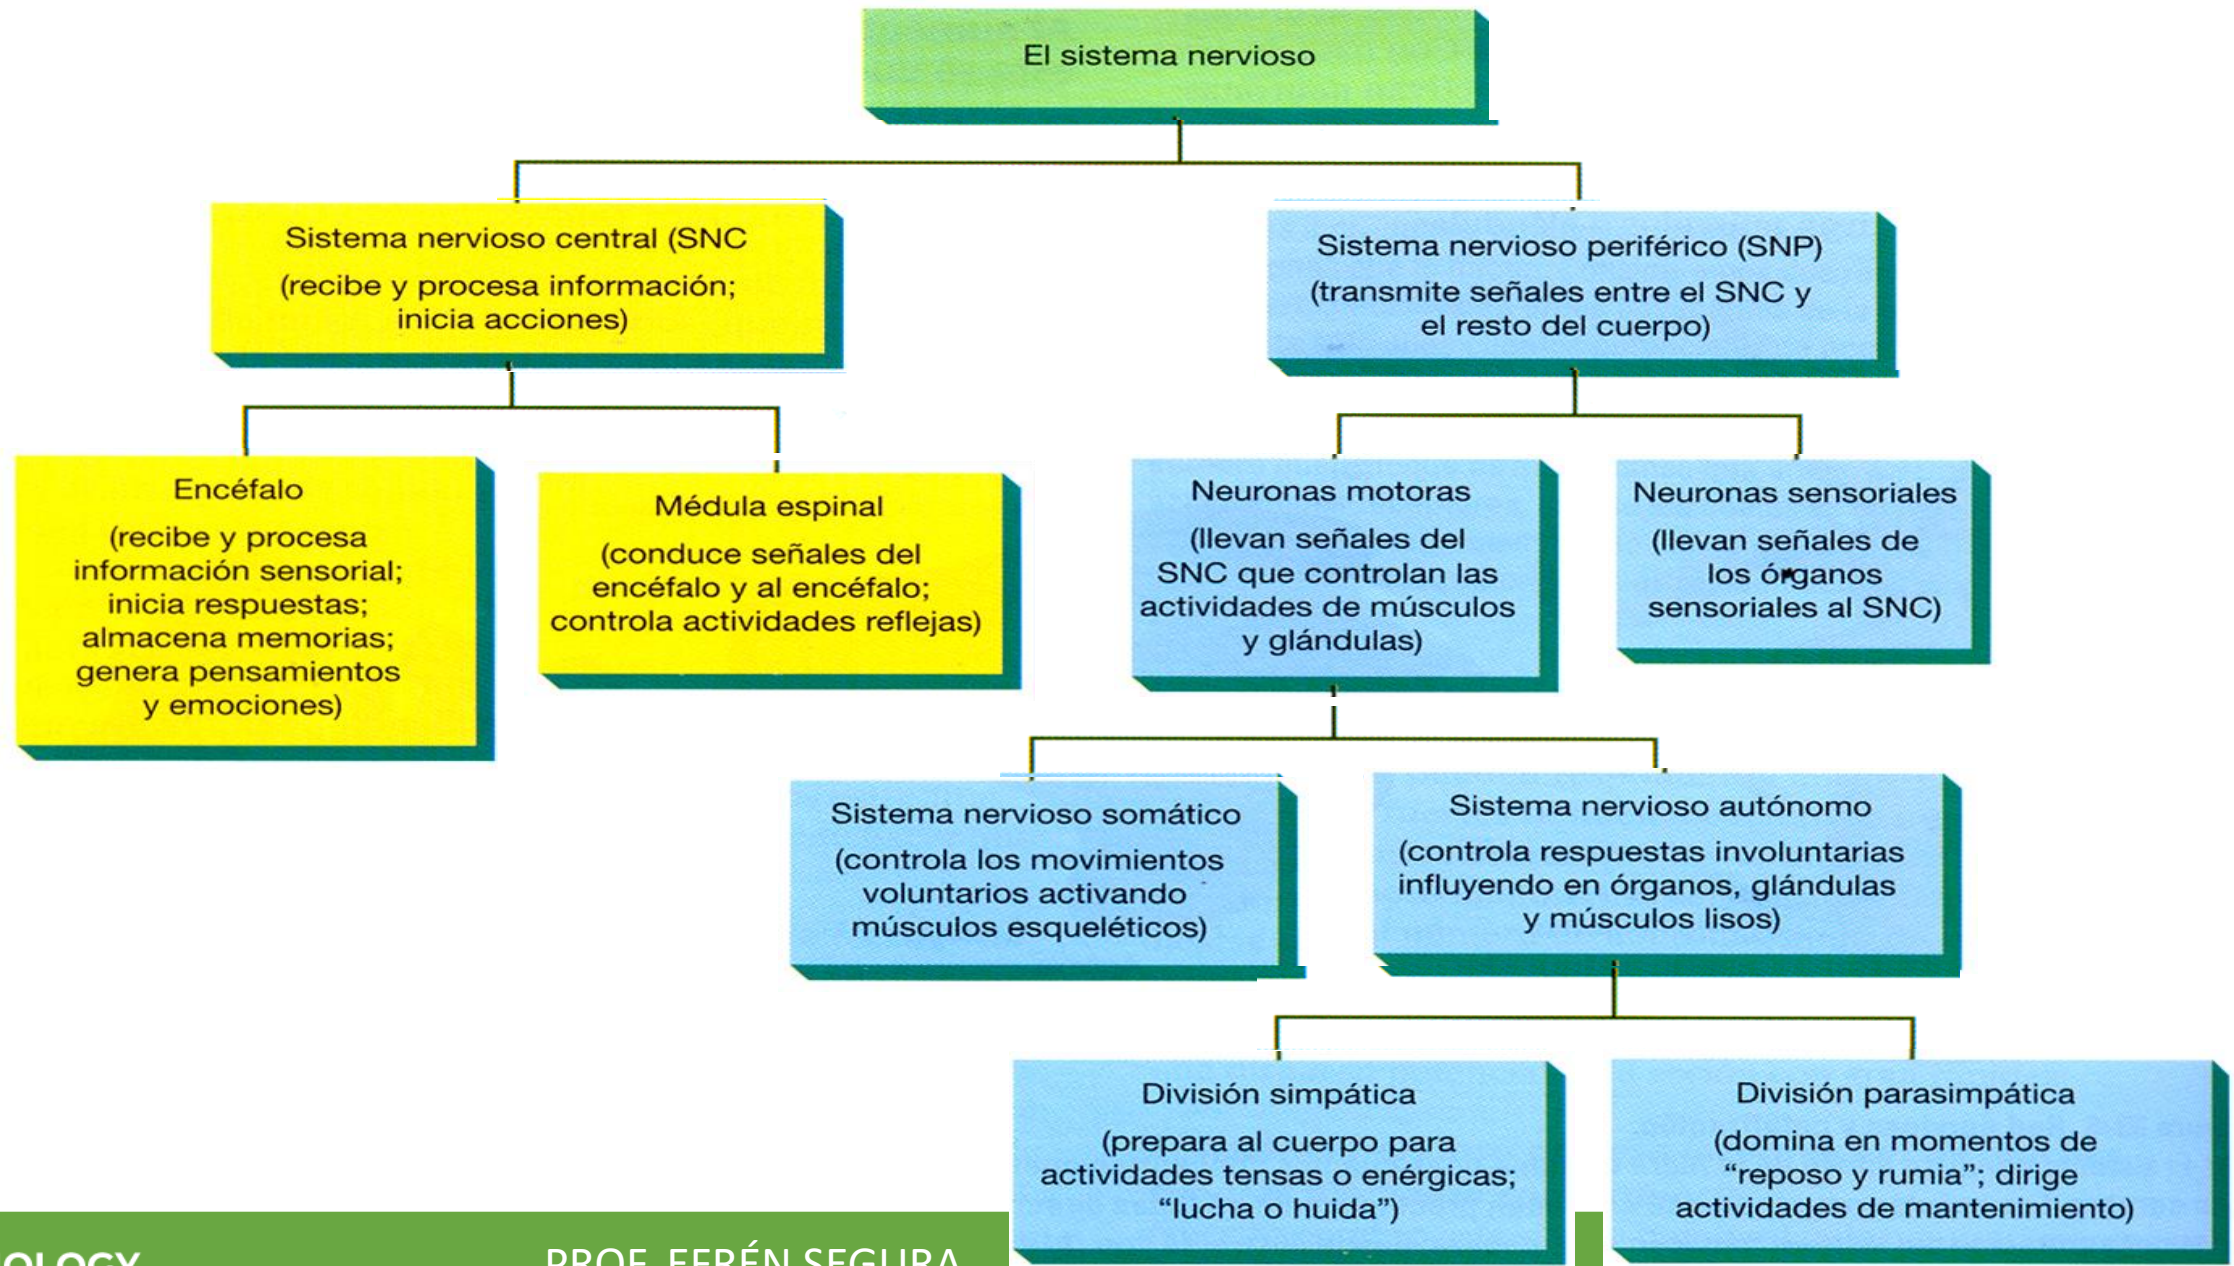 El sistema nervioso
Sistema nervioso central (SNC
(recibe y procesa información;
inicia acciones)
Sistema nervioso periférico (SNP)
(transmite señales entre el SNC y
el resto del cuerpo)
Encéfalo
(recibe y procesa
información sensorial;
inicia respuestas;
almacena memorias;
genera pensamientos
y emociones)
Médula espinal
(conduce señales del
encéfalo y al encéfalo;
controla actividades reflejas)
Neuronas motoras
(llevan señales del
SNC que controlan las
actividades de músculos
y glándulas)
Neuronas sensoriales
(llevan señales de
los órganos
sensoriales al SNC)
Sistema nervioso somático
(controla los movimientos
voluntarios activando
músculos esqueléticos)
Sistema nervioso autónomo
(controla respuestas involuntarias
influyendo en órganos, glándulas
y músculos lisos)
División simpática
(prepara al cuerpo para
actividades tensas o enérgicas;
“lucha o huida”)
División parasimpática
(domina en momentos de
“reposo y rumia”; dirige
actividades de mantenimiento)
OLOGY
PROF. EFRÉN SEGURA